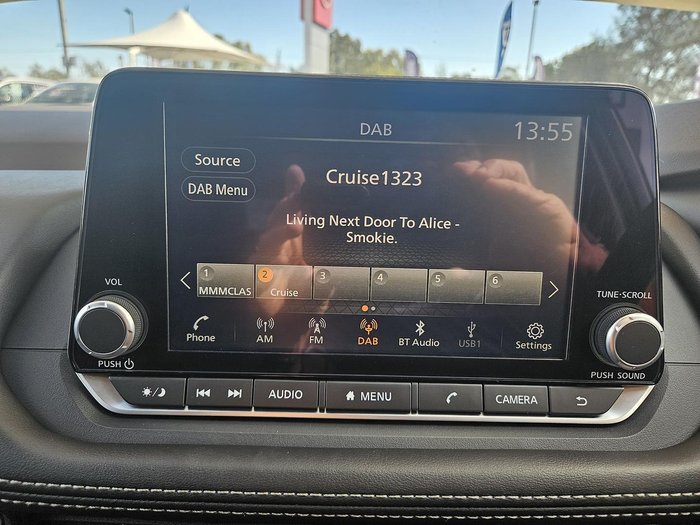 DAB
13:55
Source
DAB Menu
Cruise1323
Living Next Door To Alice -
Smokie.
1 2 3 4 5 6
MMMCLAS Cruise
VOL
TUNE·SCROLL
Phone AM FM DAB BT Audio USB1 Settings
PUSH
PUSH SOUND
AUDIO MENU CAMERA